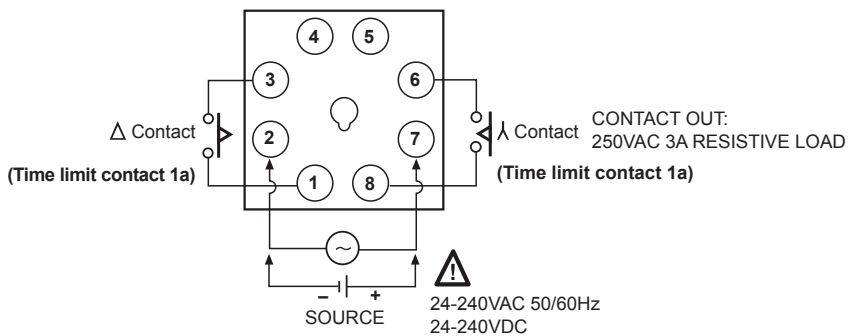 4 5
3 6
Δ Contact
2 7
⅄ Contact
CONTACT OUT:
250VAC 3A RESISTIVE LOAD
(Time limit contact 1a)
1 8
(Time limit contact 1a)
~
− +
SOURCE
!
24-240VAC 50/60Hz
24-240VDC